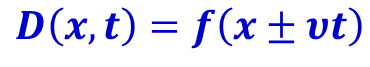 D(x, t) = f(x ± υt)